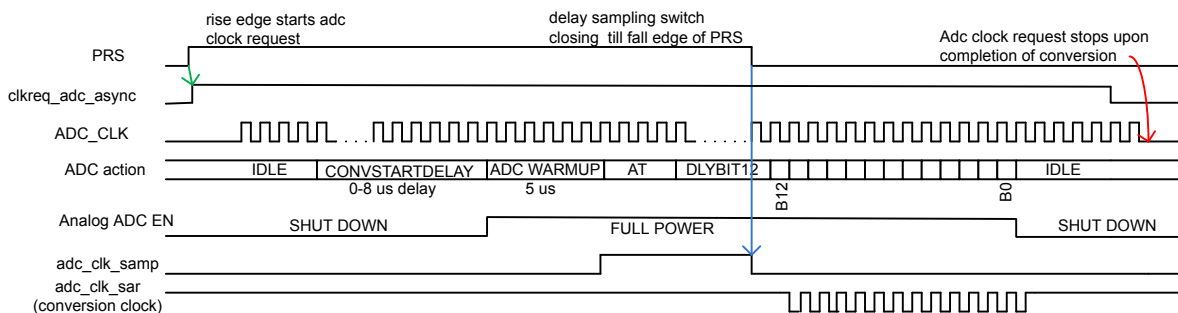 rise edge starts adc
clock request
delay sampling switch
closing till fall edge of PRS
Adc clock request stops upon
completion of conversion
PRS
clkreq_adc_async
ADC_CLK
ADC action
IDLE
CONVSTARTDELAY
ADC WARMUP
AT
DLYBIT12
B12
B0
IDLE
0-8 us delay
5 us
Analog ADC EN
SHUT DOWN
FULL POWER
SHUT DOWN
adc_clk_samp
adc_clk_sar
(conversion clock)